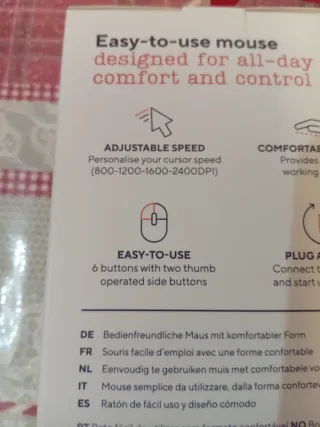 Easy-to-use mouse
designed for all-day
comfort and control
ADJUSTABLE SPEED
Personalise your cursor speed
(800-1200-1600-2400DPI)
COMFORTAB
Provides
working
EASY-TO-USE
6 buttons with two thumb
operated side buttons
PLUG A
Connect t
and start u
DE Bedienfreundliche Maus mit komfortabler Form
FR Souris facile d'emploi avec une forme confortable
NL Eenvoudig te gebruiken muis met comfortabele vo
IT Mouse semplice da utilizzare, dalla forma confortev
ES Ratón de fácil uso y diseño cómodo